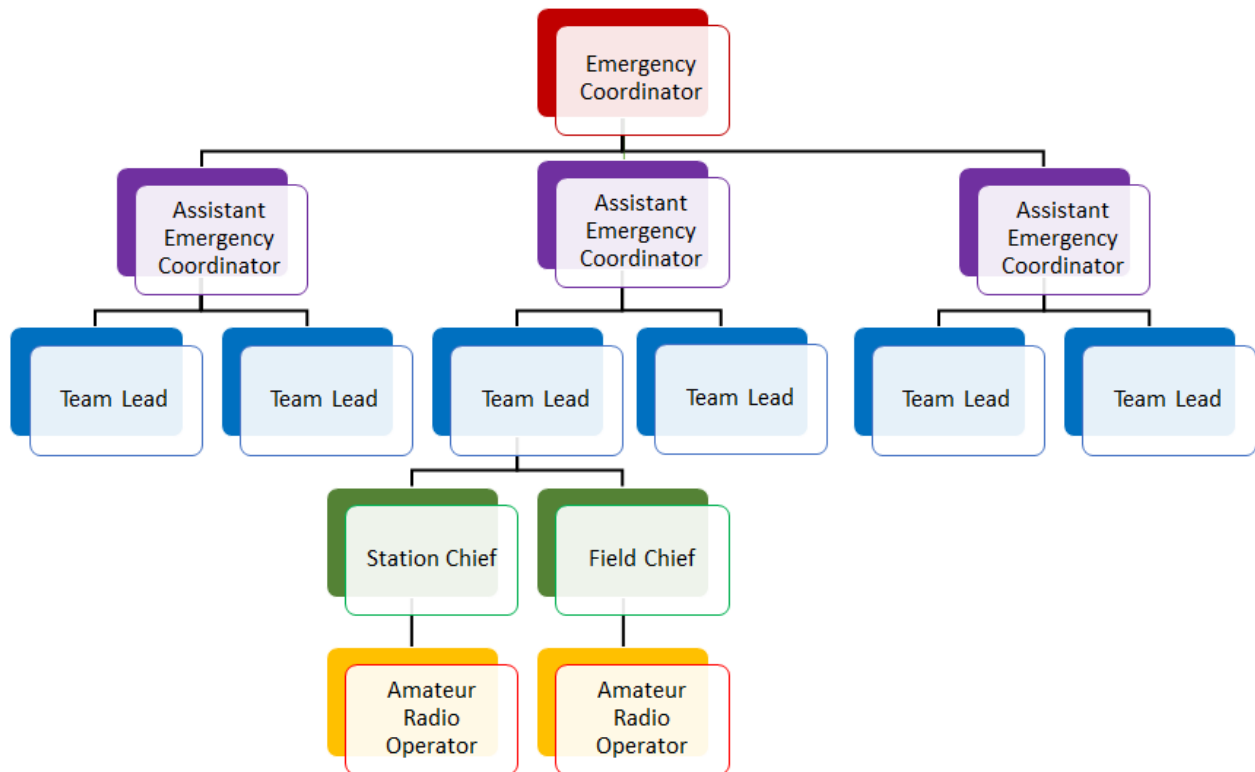 Emergency
Coordinator
Assistant
Emergency
Coordinator
Assistant
Emergency
Coordinator
Assistant
Emergency
Coordinator
Team Lead
Team Lead
Team Lead
Team Lead
Team Lead
Team Lead
Station Chief
Field Chief
Amateur
Radio
Operator
Amateur
Radio
Operator